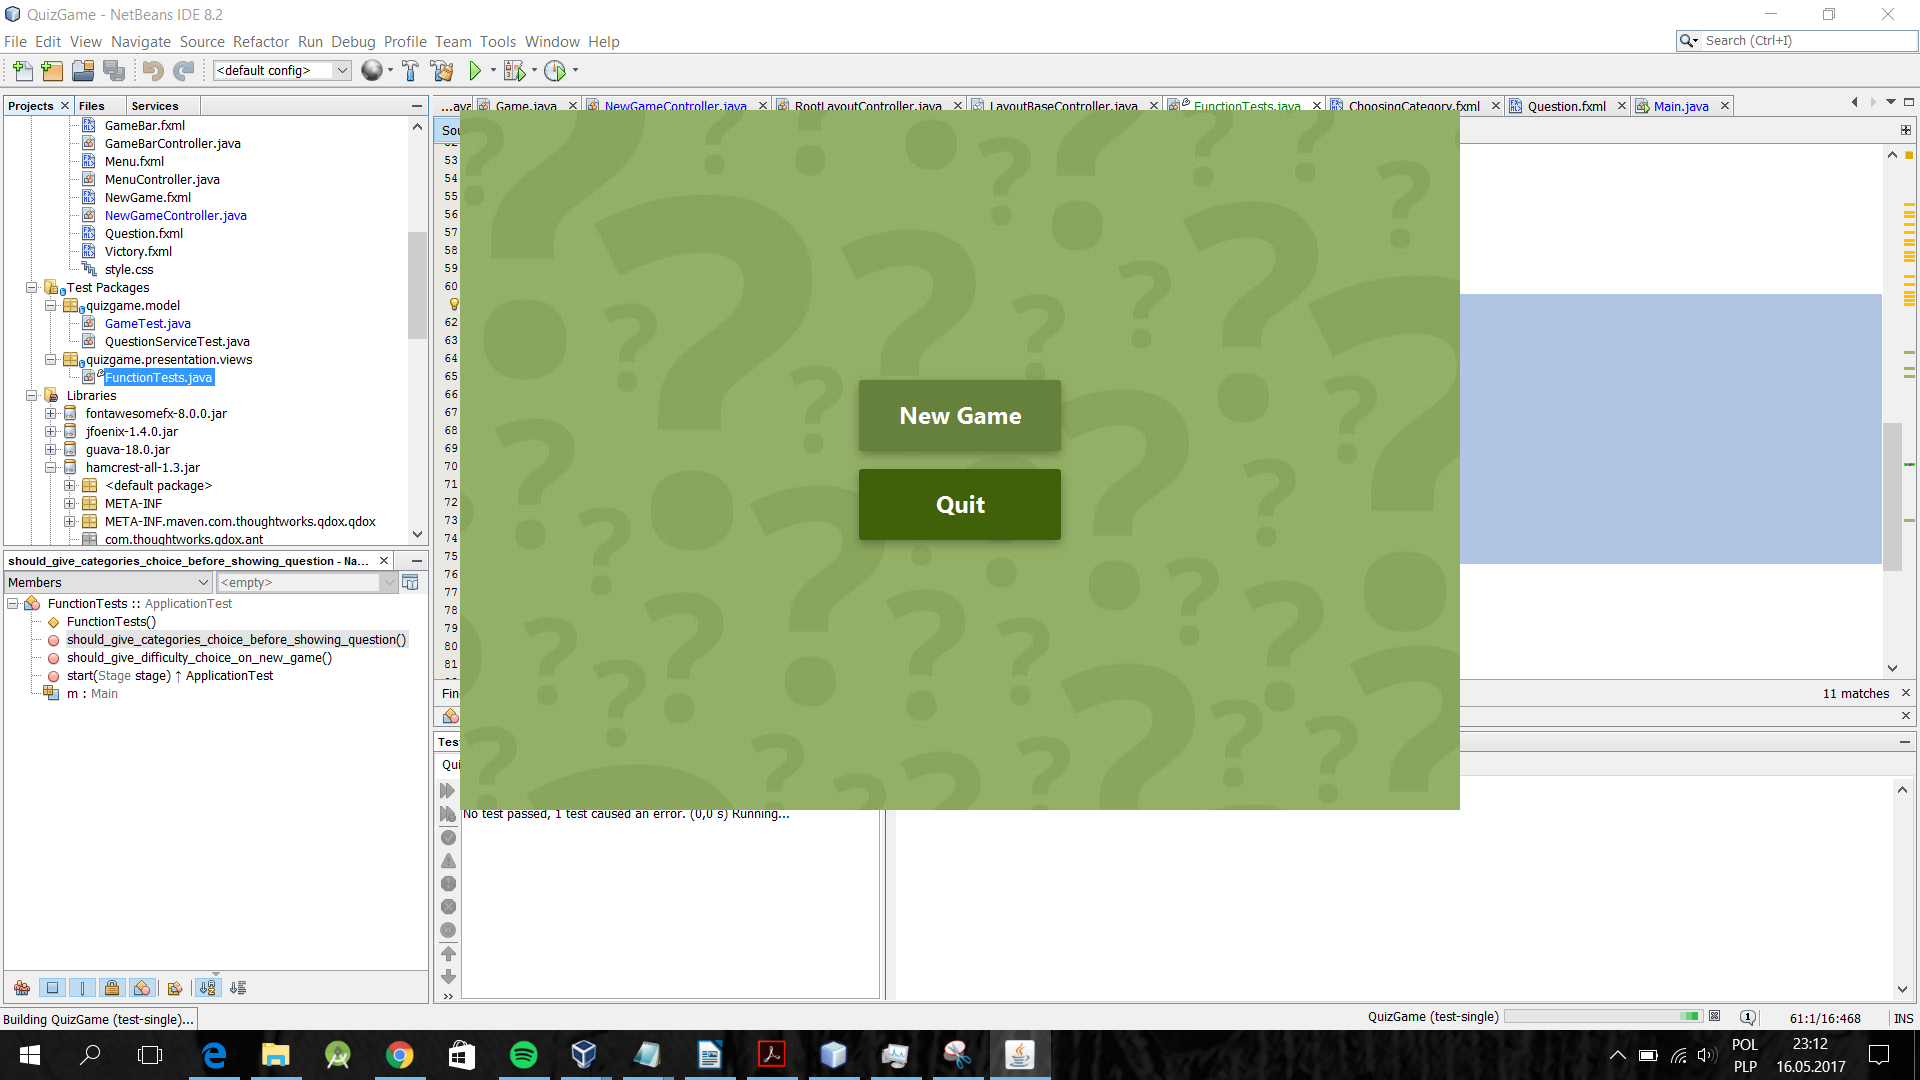 QuizGame - NetBeans IDE 8.2
File Edit View Navigate Source Refactor Run Debug Profile Team Tools Window Help
Search (Ctrl+I)
<default config>
Projects Files Services
...ava Game.java NewGameController.java RootLayoutController.java LayoutBaseController.java FunctionTests.java ChoosingCategory.fxml Question.fxml Main.java
GameBar.fxml
GameBarController.java
Menu.fxml
MenuController.java
NewGame.fxml
NewGameController.java
Question.fxml
Victory.fxml
style.css
Test Packages
quizgame.model
GameTest.java
QuestionServiceTest.java
quizgame.presentation.views
FunctionTests.java
Libraries
fontawesomefx-8.0.0.jar
jfoenix-1.4.0.jar
guava-18.0.jar
hamcrest-all-1.3.jar
<default package>
META-INF
META-INF.maven.com.thoughtworks.qdox.qdox
com.thoughtworks.qdox.ant
Sou
53
54
55
56
57
58
59
60
62
63
64
65
66
67
68
69
70
71
72
73
74
75
76
77
78
79
80
81
New Game
Quit
Fin
11 matches
should_give_categories_choice_before_showing_question - Na...
Members
<empty>
FunctionTests :: ApplicationTest
FunctionTests()
should_give_categories_choice_before_showing_question()
should_give_difficulty_choice_on_new_game()
start(Stage stage) ↑ ApplicationTest
m : Main
Tes
Qui
No test passed, 1 test caused an error. (0,0 s) Running...
Building QuizGame (test-single)...
QuizGame (test-single)
1
61:1/16:468
INS
POL
PLP
23:12
16.05.2017